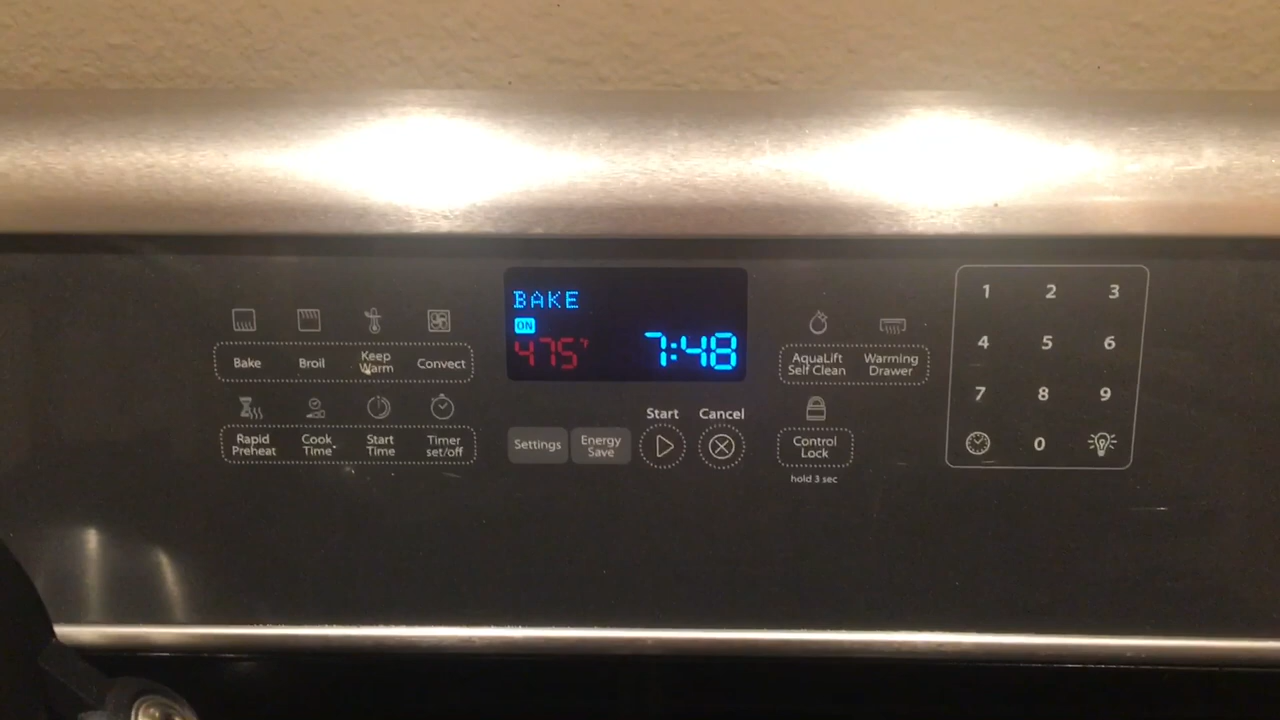 BAKE
ON
475°F 7:48
Bake Broil Keep Warm Convect
Rapid Preheat Cook Time Start Time Timer set/off
Settings Energy Save Start Cancel
AquaLift Self Clean Warming Drawer
Control Lock
hold 3 sec
1 2 3
4 5 6
7 8 9
0